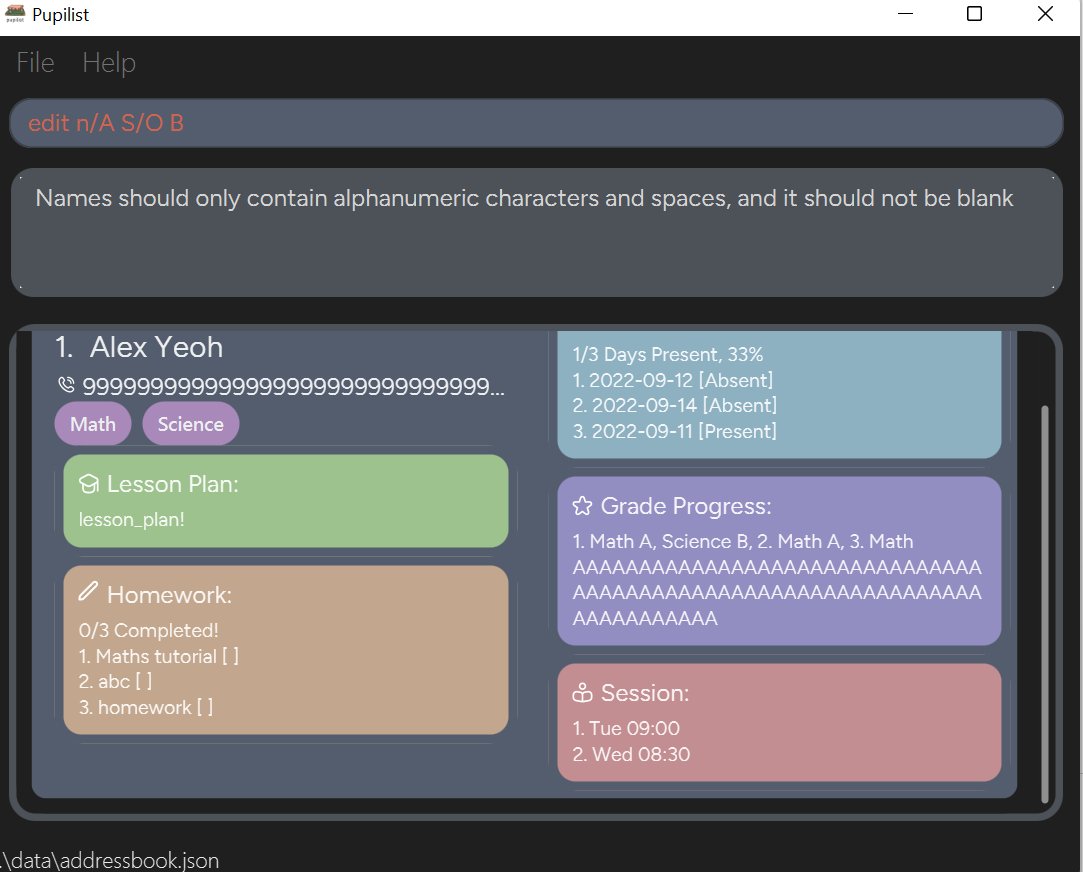 Pupilist
File Help
edit n/A S/O B
Names should only contain alphanumeric characters and spaces, and it should not be blank
1. Alex Yeoh
9999999999999999999999999999999...
Math Science
Lesson Plan:
lesson_plan!
Homework:
0/3 Completed!
1. Maths tutorial [ ]
2. abc [ ]
3. homework [ ]
1/3 Days Present, 33%
1. 2022-09-12 [Absent]
2. 2022-09-14 [Absent]
3. 2022-09-11 [Present]
Grade Progress:
1. Math A, Science B, 2. Math A, 3. Math
AAAAAAAAAAAAAAAAAAAAAAAAAAAAAAA
AAAAAAAAAAAAAAAAAAAAAAAAAAAAAAA
AAAAAAAAAAA
Session:
1. Tue 09:00
2. Wed 08:30
.\data\addressbook.json